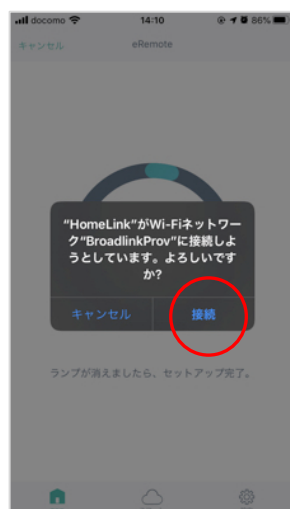 docomo 14:10 86%
キャンセル eRemote
“HomeLink”がWi-Fiネットワー
ク“BroadlinkProv”に接続しよ
うとしています。よろしいです
か?
キャンセル 接続
ランプが消えましたら、セットアップ完了。